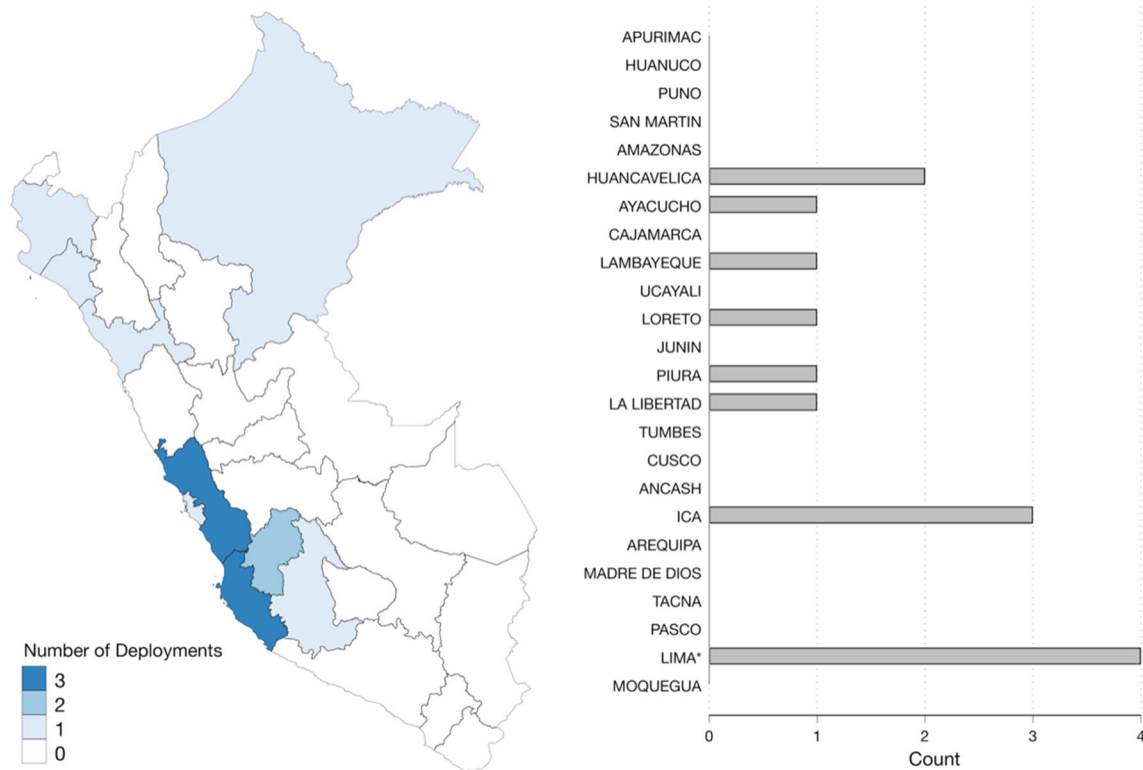 Number of Deployments
3
2
1
0
APURIMAC
HUANUCO
PUNO
SAN MARTIN
AMAZONAS
HUANCAVELICA
AYACUCHO
CAJAMARCA
LAMBAYEQUE
UCAYALI
LORETO
JUNIN
PIURA
LA LIBERTAD
TUMBES
CUSCO
ANCASH
ICA
AREQUIPA
MADRE DE DIOS
TACNA
PASCO
LIMA*
MOQUEGUA
0 1 2 3 4
Count